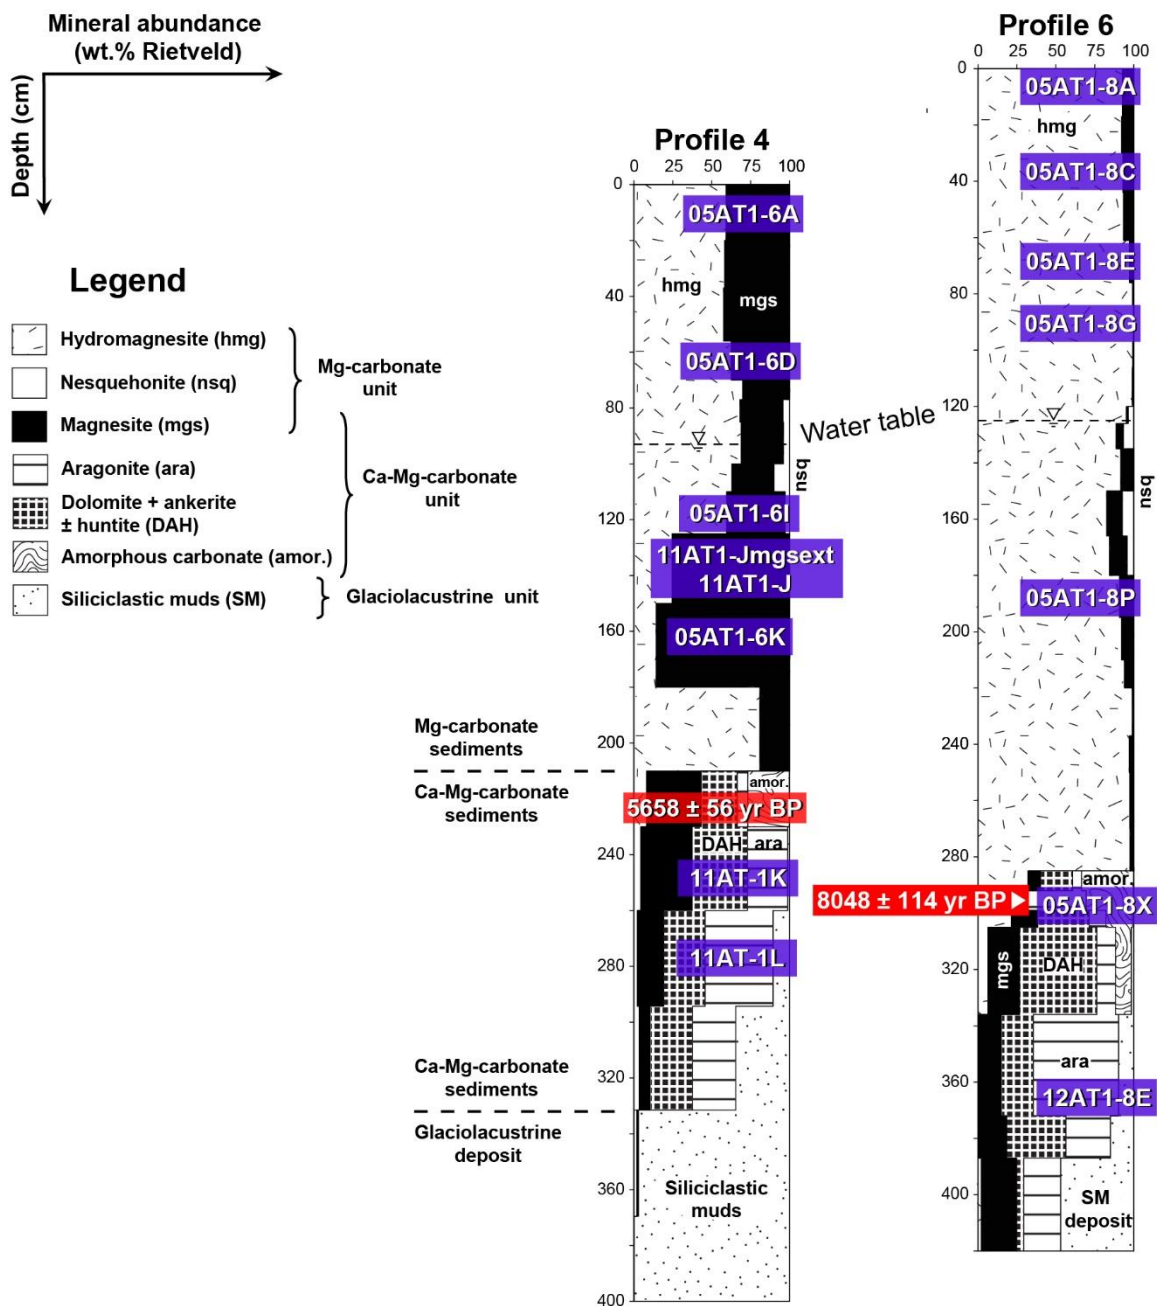 Mineral abundance
(wt.% Rietveld)
Depth (cm)
Legend
Hydromagnesite (hmg)
Nesquehonite (nsq)
Magnesite (mgs)
Aragonite (ara)
Dolomite + ankerite
± huntite (DAH)
Amorphous carbonate (amor.)
Siliciclastic muds (SM)
Mg-carbonate
unit
Ca-Mg-carbonate
unit
Glaciolacustrine unit
Mg-carbonate
sediments
Ca-Mg-carbonate
sediments
Ca-Mg-carbonate
sediments
Glaciolacustrine
deposit
Profile 4
0 25 50 75 100
0
40
80
120
160
200
240
280
320
360
400
05AT1-6A
hmg
mgs
05AT1-6D
nsq
05AT1-6I
11AT1-Jmgsext
11AT1-J
05AT1-6K
amor.
5658 ± 56 yr BP
DAH
ara
11AT-1K
11AT-1L
Siliciclastic
muds
Water table
Profile 6
0 25 50 75 100
0
40
80
120
160
200
240
280
320
360
400
05AT1-8A
hmg
05AT1-8C
05AT1-8E
05AT1-8G
nsq
05AT1-8P
amor.
8048 ± 114 yr BP
05AT1-8X
mgs
DAH
ara
12AT1-8E
SM
deposit